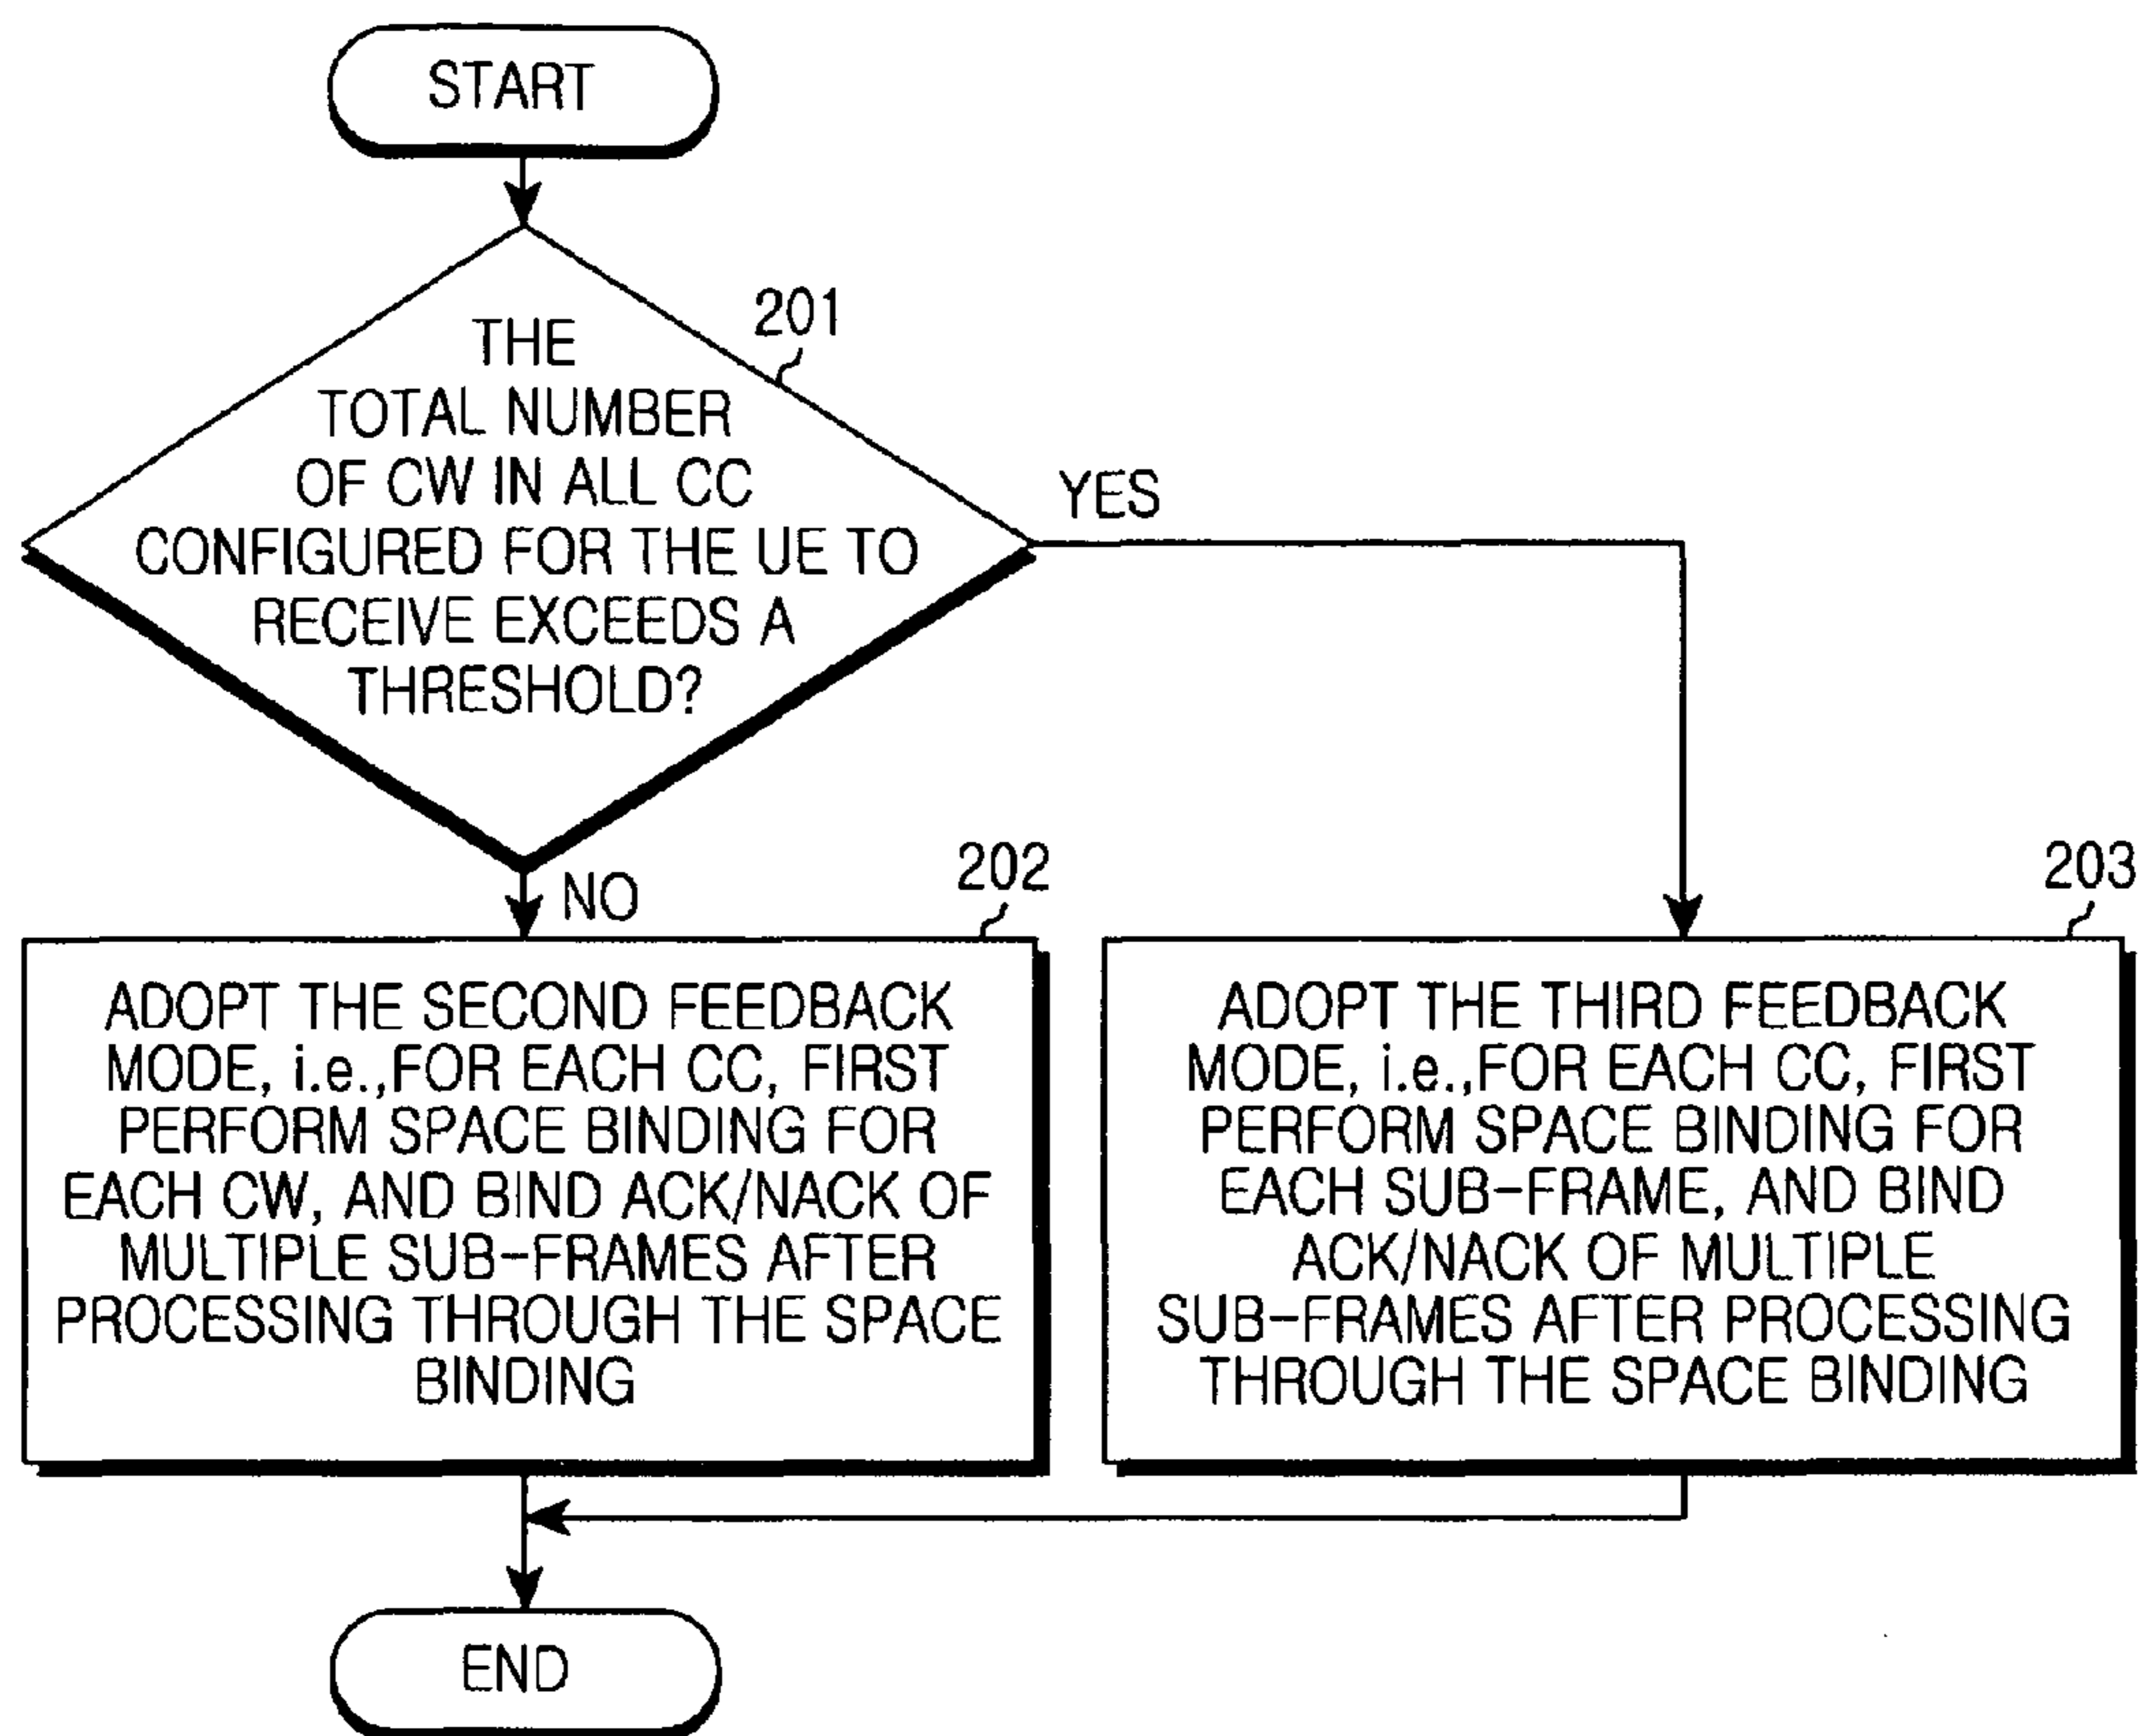 START
201
THE
TOTAL NUMBER
OF CW IN ALL CC
CONFIGURED FOR THE UE TO
RECEIVE EXCEEDS A
THRESHOLD?
YES
NO
202
ADOPT THE SECOND FEEDBACK
MODE, i.e.,FOR EACH CC, FIRST
PERFORM SPACE BINDING FOR
EACH CW, AND BIND ACK/NACK OF
MULTIPLE SUB-FRAMES AFTER
PROCESSING THROUGH THE SPACE
BINDING
203
ADOPT THE THIRD FEEDBACK
MODE, i.e.,FOR EACH CC, FIRST
PERFORM SPACE BINDING FOR
EACH SUB-FRAME, AND BIND
ACK/NACK OF MULTIPLE
SUB-FRAMES AFTER PROCESSING
THROUGH THE SPACE BINDING
END